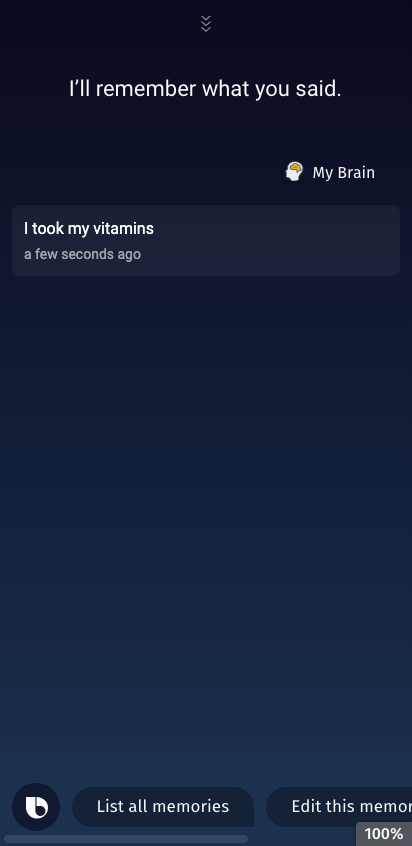 I'll remember what you said.
My Brain
I took my vitamins
a few seconds ago
List all memories
Edit this memor
100%